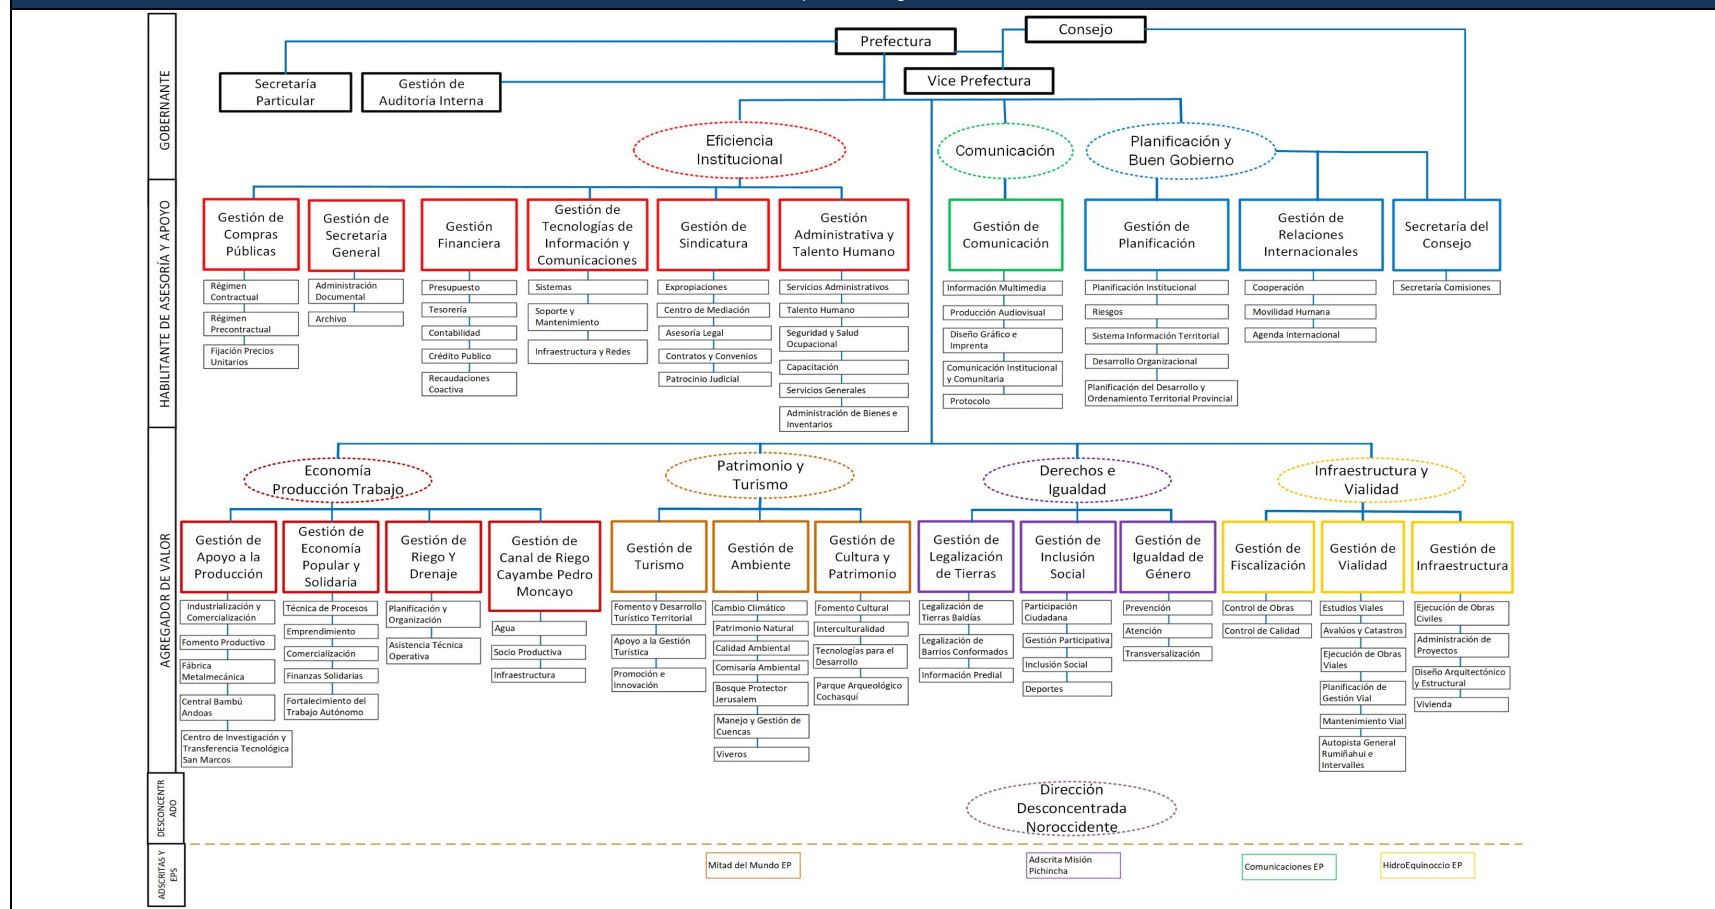 Prefectura
Consejo
Secretaría
Particular
Gestión de
Auditoría Interna
Vice Prefectura
GOBERNANTE
Eficiencia
Institucional
Comunicación
Planificación y
Buen Gobierno
HABILITANTE DE ASESORÍA Y APOYO
Gestión de
Compras
Públicas
Gestión de
Secretaría
General
Gestión
Financiera
Gestión de
Tecnologías de
Información y
Comunicaciones
Gestión de
Sindicatura
Gestión
Administrativa y
Talento Humano
Gestión de
Comunicación
Gestión de
Planificación
Gestión de
Relaciones
Internacionales
Secretaría del
Consejo
Régimen
Contractual
Régimen
Precontractual
Fijación Precios
Unitarios
Administración
Documental
Archivo
Presupuesto
Tesorería
Contabilidad
Crédito Publico
Recaudaciones
Coactiva
Sistemas
Soporte y
Mantenimiento
Infraestructura y Redes
Expropiaciones
Centro de Mediación
Asesoría Legal
Contratos y Convenios
Patrocinio Judicial
Servicios Administrativos
Talento Humano
Seguridad y Salud
Ocupacional
Capacitación
Servicios Generales
Administración de Bienes e
Inventarios
Información Multimedia
Producción Audiovisual
Diseño Gráfico e
Imprenta
Comunicación Institucional
y Comunitaria
Protocolo
Planificación Institucional
Riesgos
Sistema Información Territorial
Desarrollo Organizacional
Planificación del Desarrollo y
Ordenamiento Territorial Provincial
Cooperación
Movilidad Humana
Agenda Internacional
Secretaría Comisiones
AGREGADOR DE VALOR
Economía
Producción Trabajo
Patrimonio y
Turismo
Derechos e
Igualdad
Infraestructura y
Vialidad
Gestión de
Apoyo a la
Producción
Gestión de
Economía
Popular y
Solidaria
Gestión de
Riego Y
Drenaje
Gestión de
Canal de Riego
Cayambe Pedro
Moncayo
Gestión de
Turismo
Gestión de
Ambiente
Gestión de
Cultura y
Patrimonio
Gestión de
Legalización
de Tierras
Gestión de
Inclusión
Social
Gestión de
Igualdad de
Género
Gestión de
Fiscalización
Gestión de
Vialidad
Gestión de
Infraestructura
Industrialización y
Comercialización
Fomento Productivo
Fábrica
Metalmecánica
Central Bambú
Andoas
Centro de Investigación y
Transferencia Tecnológica
San Marcos
Técnica de Procesos
Emprendimiento
Comercialización
Finanzas Solidarias
Fortalecimiento del
Trabajo Autónomo
Planificación y
Organización
Asistencia Técnica
Operativa
Agua
Socio Productiva
Infraestructura
Fomento y Desarrollo
Turístico Territorial
Apoyo a la Gestión
Turística
Promoción e
Innovación
Cambio Climático
Patrimonio Natural
Calidad Ambiental
Comisaría Ambiental
Bosque Protector
Jerusalem
Manejo y Gestión de
Cuencas
Viveros
Fomento Cultural
Interculturalidad
Tecnologías para el
Desarrollo
Parque Arqueológico
Cochasquí
Legalización de
Tierras Baldías
Legalización de
Barrios Conformados
Información Predial
Participación
Ciudadana
Gestión Participativa
Inclusión Social
Deportes
Prevención
Atención
Transversalización
Control de Obras
Control de Calidad
Estudios Viales
Avalúos y Catastros
Ejecución de Obras
Viales
Planificación de
Gestión Vial
Mantenimiento Vial
Autopista General
Rumiñahui e
Intervalles
Ejecución de Obras
Civiles
Administración de
Proyectos
Diseño Arquitectónico
y Estructural
Vivienda
DESCONCENTR
ADO
Dirección
Desconcentrada
Noroccidente
ADSCRITAS Y
EPS
Mitad del Mundo EP
Adscrita Misión
Pichincha
Comunicaciones EP
HidroEquinoccio EP